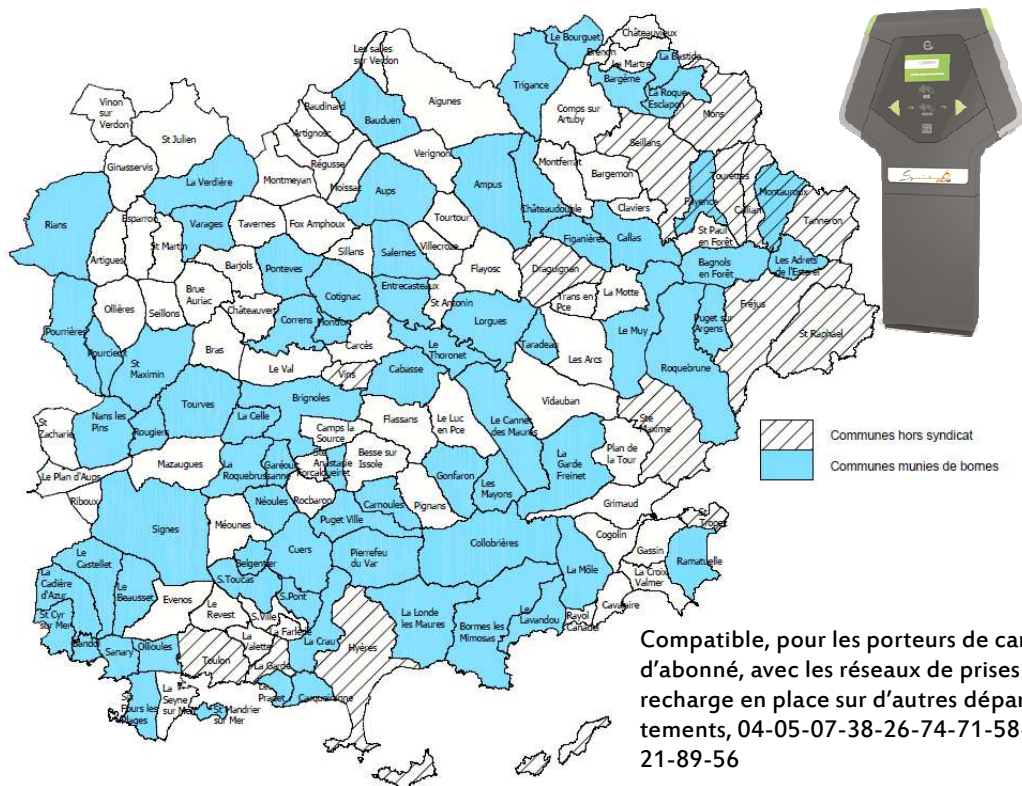 Les salles
sur Verdon
Le Bourguet
Châteauvieux
Brenon
La Martre
La Bastide
Bargème
La Roque
Esclapon
Trigance
Comps sur
Artuby
Mons
Vinon
sur
Verdon
St Julien
Baudinard
Bauduen
Aigunes
Artignosc
Ginasservis
Régusse
Montmeyan
Moissac
Vérignon
Seillans
Montferrat
Bargemon
La Verdière
Aups
Ampus
Tourettes
Fayence
Callian
Montauroux
Tanneron
Rians
Esparron
Varages
Tavernes
Fox Amphoux
Tourtour
Châteaudouble
Claviers
St Paul
en Forêt
St Martin
Artigues
Sillans
Salernes
Villecroze
Figanières
Callas
Bagnols
en Forêt
Les Adrets
de l'Esterel
Barjols
Ponteves
Flayosc
Draguignan
Brue
Auriac
Cotignac
Entrecasteaux
St Antonin
Trans en
Pce
La Motte
Fréjus
Ollières
Seillons
Châteauvert
Correns
Montfort
Lorgues
Puget sur
Argens
St Raphael
Pourrières
Pourcieux
Bras
Carcès
Le
Thoronet
Taradeau
Le Muy
Les Arcs
St
Maximin
Le Val
Vins
Cabasse
Roquebrune
Tourves
Brignoles
Vidauban
Nans les
Pins
Rougiers
La Celle
Camps la
Source
Flassans
Le Luc
en Pce
Le Cannet
des Maures
Ste
Maxime
St
Zacharie
Mazaugues
La
Roquebrussanne
Garéoult
Ste
Anastasie
Forcalqueiret
Besse sur
Issole
La
Garde
Freinet
Plan de
la Tour
Le Plan d'Aups
Riboux
Gonfaron
Les
Mayons
Néoules
Rocbaron
Carnoules
Pignans
Grimaud
Signes
Méounes
Puget Ville
St
Tropez
Cogolin
Gassin
Cuers
Pierrefeu
du Var
Collobrières
Ramatuelle
Le
Castellet
Belgentier
La Môle
La Croix
Valmer
La
Cadière
d'Azur
Le
Beausset
S.Toucas
S.Pont
Evenos
Le
Revest
S.Ville
La Farlède
La Londe
les Maures
Bormes les
Mimosas
Le
Lavandou
Rayol
Canadel
Cavalaire
St Cyr
sur Mer
Bandol
Sanary
Ollioules
Toulon
La
Valette
La Garde
La Crau
Hyères
Six
Fours les
Plages
La
Seyne
sur Mer
St Mandrier
sur Mer
Le
Pradet
Carqueiranne
Communes hors syndicat
Communes munies de bornes
Compatible, pour les porteurs de car
d'abonné, avec les réseaux de prises
recharge en place sur d'autres dépar
tements, 04-05-07-38-26-74-71-58-
21-89-56